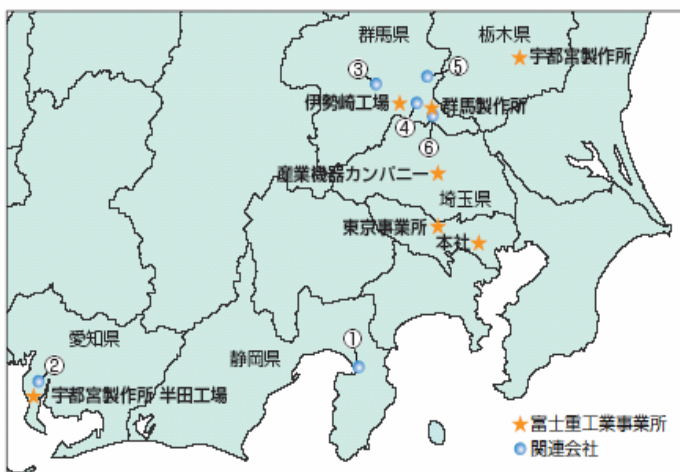 群馬県
栃木県
③
⑤
宇都宮製作所
伊勢崎工場
群馬製作所
④
⑥
産業機器カンパニー
埼玉県
東京事業所
本社
愛知県
①
静岡県
②
宇都宮製作所 半田工場
富士重工業事業所
関連会社